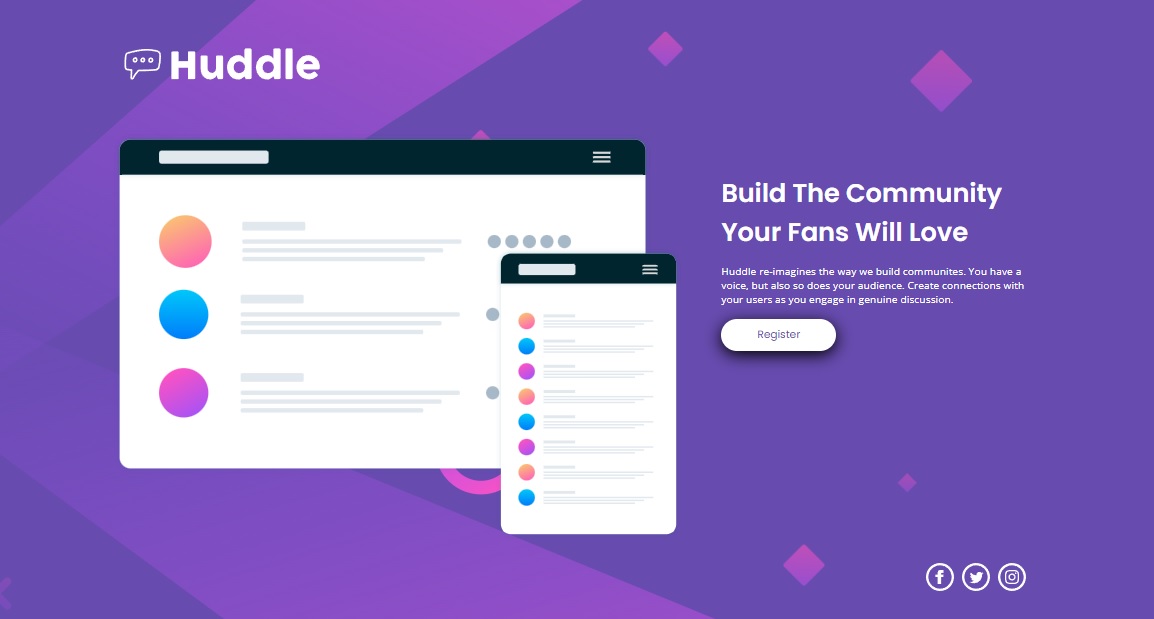 Huddle
Build The Community
Your Fans Will Love
Huddle re-imagines the way we build communites. You have a
voice, but also so does your audience. Create connections with
your users as you engage in genuine discussion.
Register